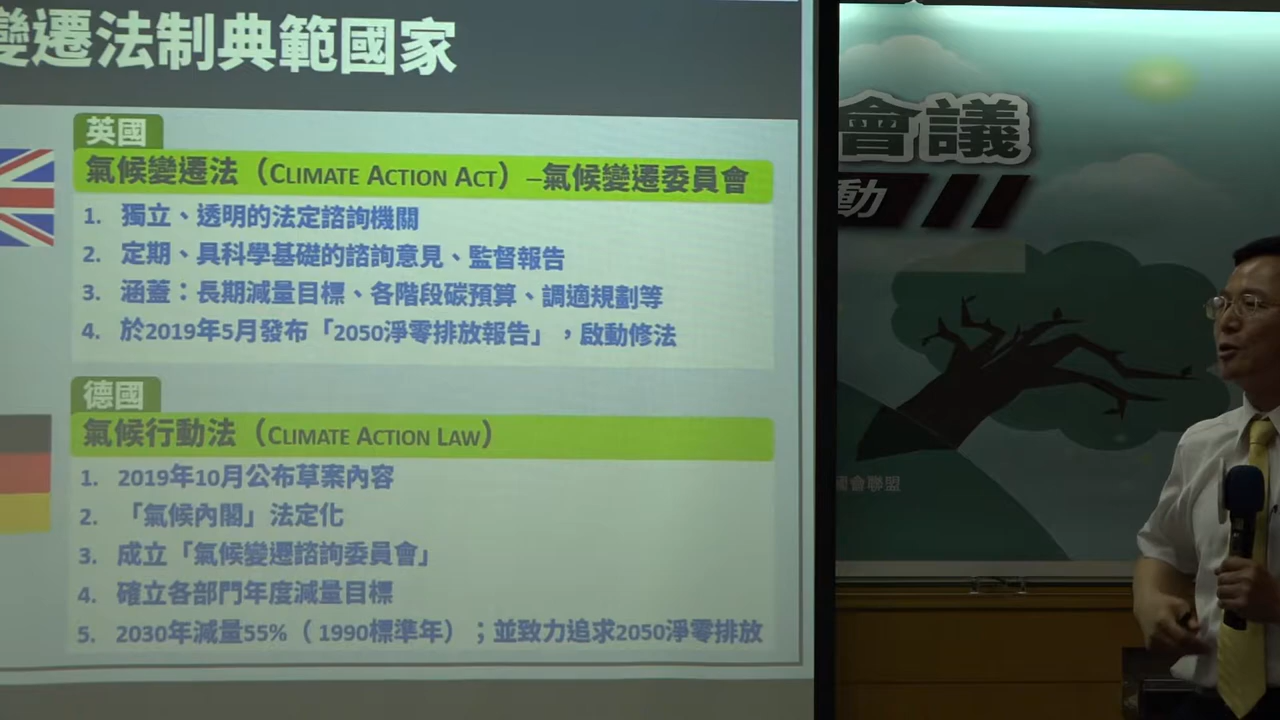 變遷法制典範國家
英國
氣候變遷法（CLIMATE ACTION ACT）–氣候變遷委員會
1. 獨立、透明的法定諮詢機關
2. 定期、具科學基礎的諮詢意見、監督報告
3. 涵蓋：長期減量目標、各階段碳預算、調適規劃等
4. 於2019年5月發布「2050淨零排放報告」，啟動修法
德國
氣候行動法（CLIMATE ACTION LAW）
1. 2019年10月公布草案內容
2. 「氣候內閣」法定化
3. 成立「氣候變遷諮詢委員會」
4. 確立各部門年度減量目標
5. 2030年減量55%（ 1990標準年）；並致力追求2050淨零排放
會議
動
國會聯盟